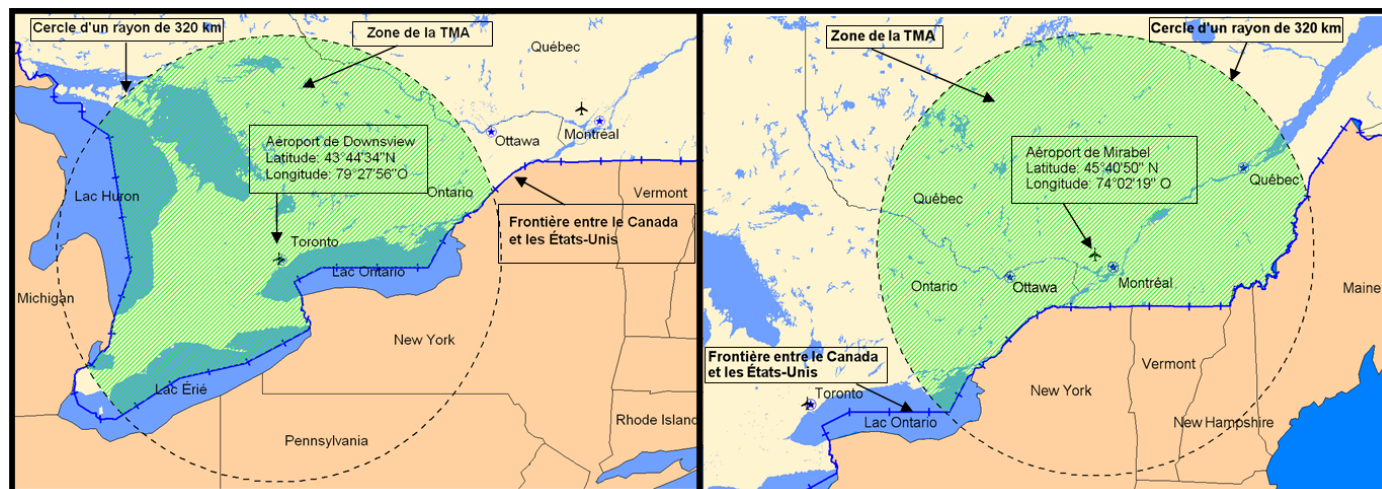 Cercle d'un rayon de 320 km
Zone de la TMA
Québec
Ottawa
Montréal
Aéroport de Downsview
Latitude: 43°44'34"N
Longitude: 79°27'56"O
Lac Huron
Ontario
Vermont
Frontière entre le Canada
et les États-Unis
Toronto
Lac Ontario
Michigan
New York
Lac Érié
Pennsylvania
Rhode Island
Zone de la TMA
Cercle d'un rayon de 320 km
Aéroport de Mirabel
Latitude: 45°40'50" N
Longitude: 74°02'19" O
Québec
Québec
Ontario
Ottawa
Montréal
Maine
Frontière entre le Canada
et les États-Unis
Vermont
Toronto
New York
Lac Ontario
New Hampshire